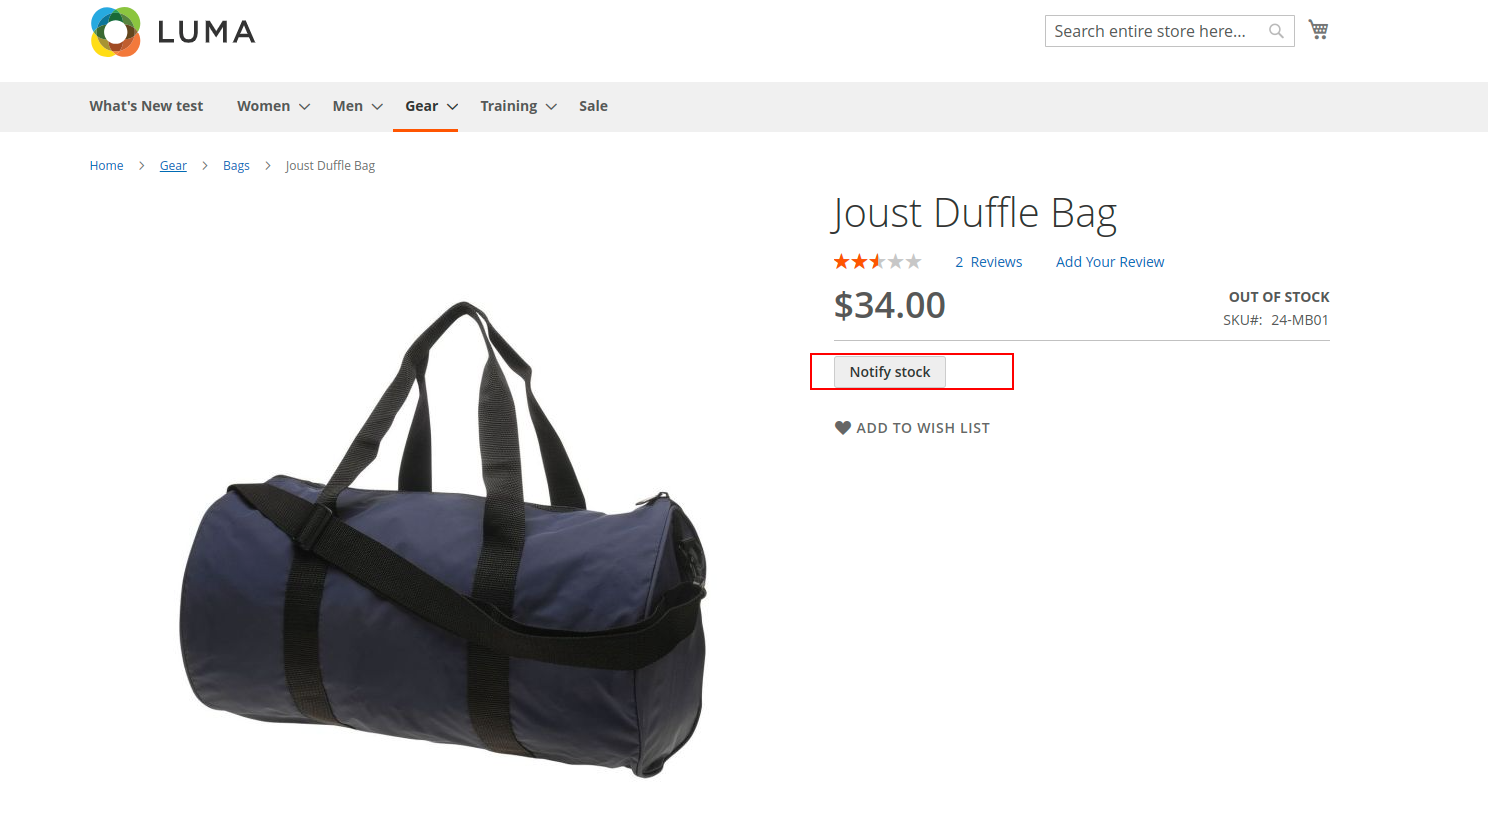 LUMA
Search entire store here...
What's New test Women Men Gear Training Sale
Home Gear Bags Joust Duffle Bag
Joust Duffle Bag
2 Reviews Add Your Review
$34.00
OUT OF STOCK
SKU#: 24-MB01
Notify stock
ADD TO WISH LIST